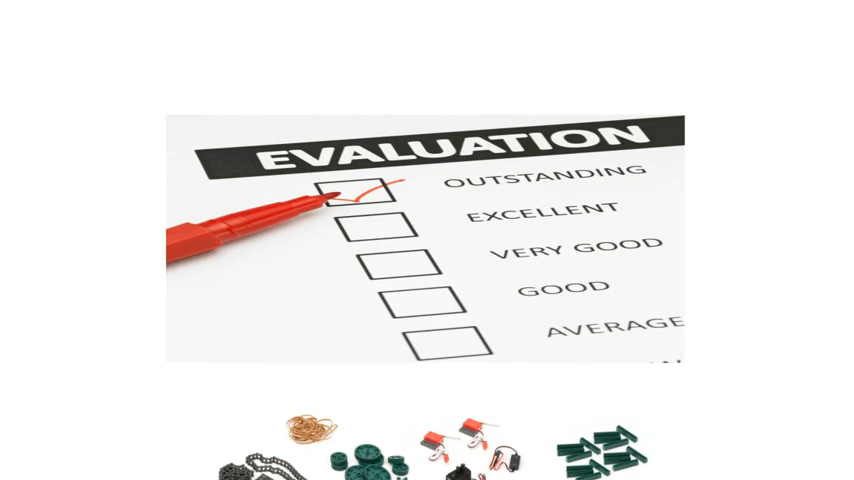 EVALUATION
OUTSTANDING
EXCELLENT
VERY GOOD
GOOD
AVERAGE